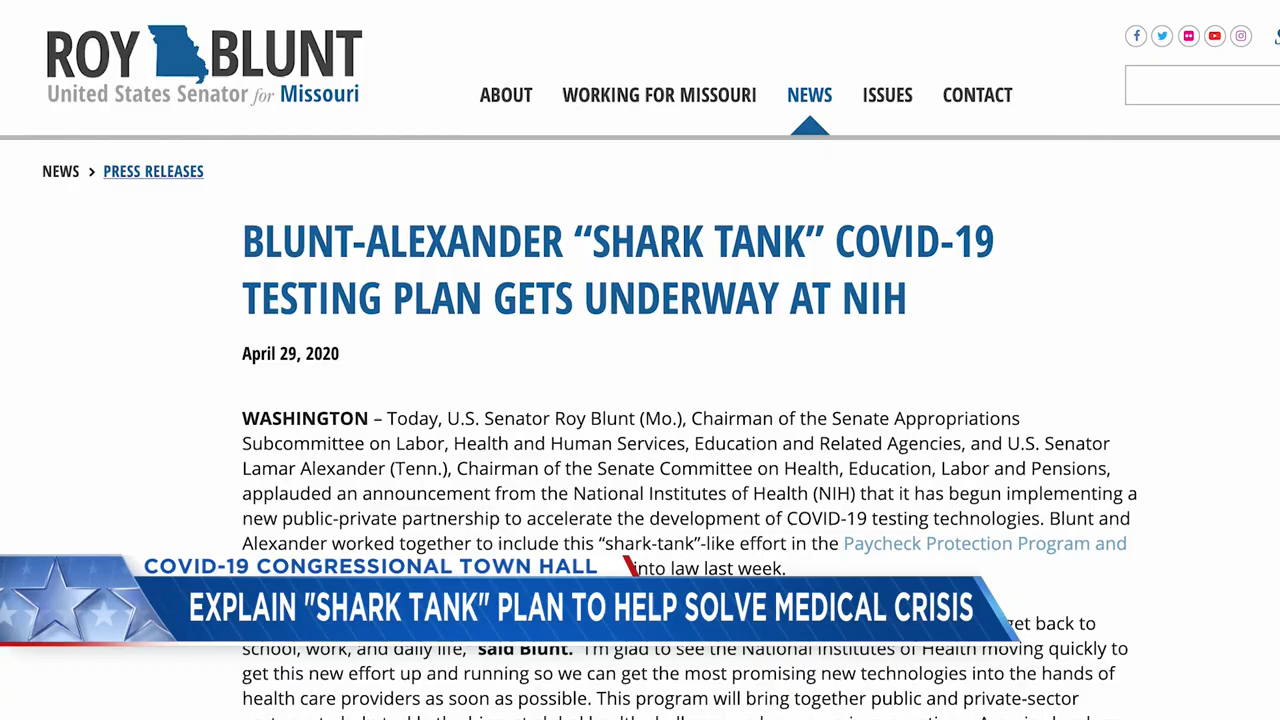 ROY BLUNT
United States Senator for Missouri
ABOUT WORKING FOR MISSOURI NEWS ISSUES CONTACT
NEWS > PRESS RELEASES
BLUNT-ALEXANDER “SHARK TANK” COVID-19
TESTING PLAN GETS UNDERWAY AT NIH
April 29, 2020
WASHINGTON – Today, U.S. Senator Roy Blunt (Mo.), Chairman of the Senate Appropriations
Subcommittee on Labor, Health and Human Services, Education and Related Agencies, and U.S. Senator
Lamar Alexander (Tenn.), Chairman of the Senate Committee on Health, Education, Labor and Pensions,
applauded an announcement from the National Institutes of Health (NIH) that it has begun implementing a
new public-private partnership to accelerate the development of COVID-19 testing technologies. Blunt and
Alexander worked together to include this “shark-tank”-like effort in the Paycheck Protection Program and
into law last week.
COVID-19 CONGRESSIONAL TOWN HALL
EXPLAIN "SHARK TANK" PLAN TO HELP SOLVE MEDICAL CRISIS
get back to
school, work, and daily life,” said Blunt. “I’m glad to see the National Institutes of Health moving quickly to
get this new effort up and running so we can get the most promising new technologies into the hands of
health care providers as soon as possible. This program will bring together public and private-sector